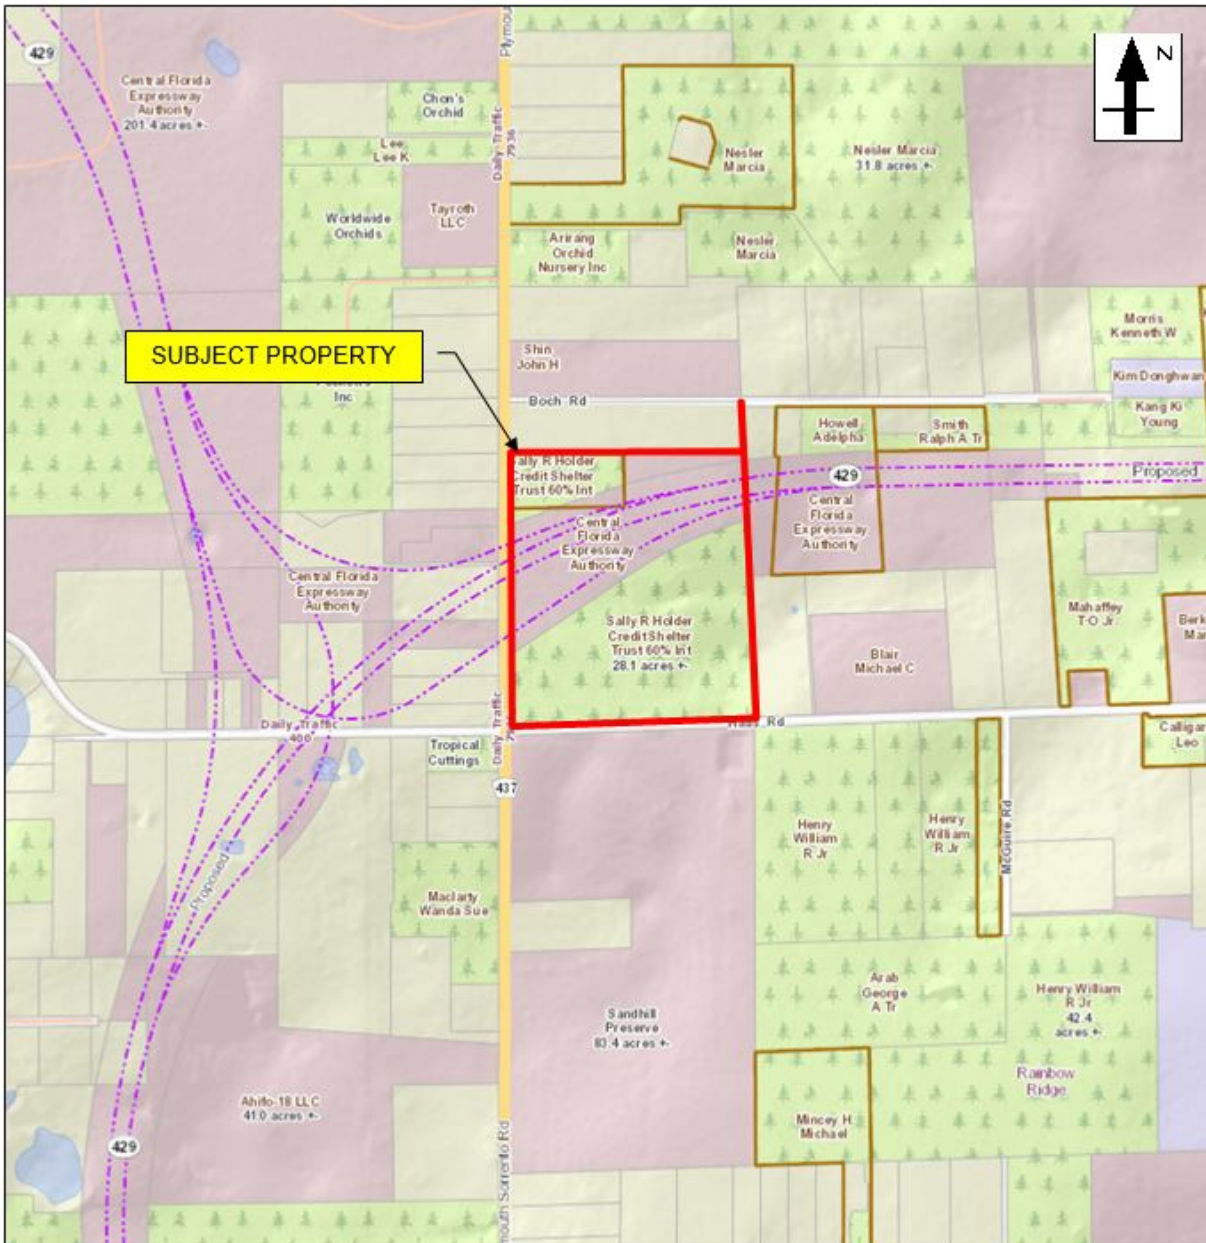 429
Central Florida
Expressway
Authority
201.4 acres +-
Chon's
Orchid
Lee
Lee K
Worldwide
Orchids
Tayroth
LLC
Daily Traffic
7936
Nesler
Marcia
Nesler Marcia
31.8 acres +-
N
Arirang
Orchid
Nursery Inc
Nesler
Marcia
SUBJECT PROPERTY
Inc
Shin
John H
Boch Rd
Morris
Kenneth W
Kim Donghwan
Kang Ki
Young
Howell
Adelpha
Smith
Ralph A Tr
ally R Holder
Credit Shelter
Trust 60% Int
429
Proposed
Central
Florida
Expressway
Authority
Central
Florida
Expressway
Authority
Central Florida
Expressway
Authority
Sally R Holder
Credit Shelter
Trust 60% Int
28.1 acres +-
Mahaffey
T O Jr
Blair
Michael C
Daily Traffic
400
Daily Traffic
Rd
Tropical
Cuttings
437
Calligan
Leo
Henry
William
R Jr
Henry
William
R Jr
McGuire Rd
Proposed
Maclarty
Wanda Sue
Arab
George
A Tr
Henry William
R Jr
42.4
acres +-
Sandhill
Preserve
83.4 acres +-
Rainbow
Ridge
Ahifo-18 LLC
41.0 acres +-
Mincey H
Michael
429
mouth Sorrento Rd